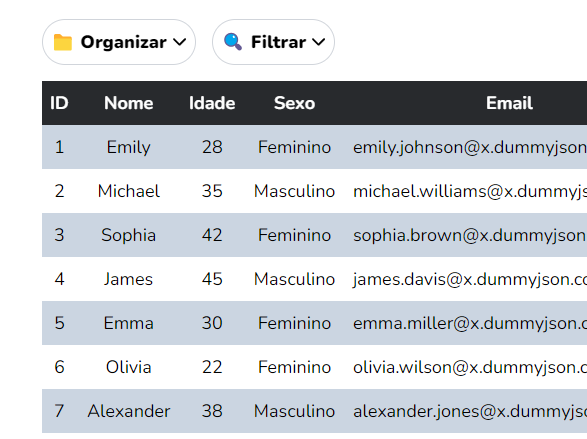 Organizar Filtrar
ID Nome Idade Sexo Email
1 Emily 28 Feminino emily.johnson@x.dummyjson
2 Michael 35 Masculino michael.williams@x.dummyjs
3 Sophia 42 Feminino sophia.brown@x.dummyjson
4 James 45 Masculino james.davis@x.dummyjson.co
5 Emma 30 Feminino emma.miller@x.dummyjson.c
6 Olivia 22 Feminino olivia.wilson@x.dummyjson.c
7 Alexander 38 Masculino alexander.jones@x.dummyjso